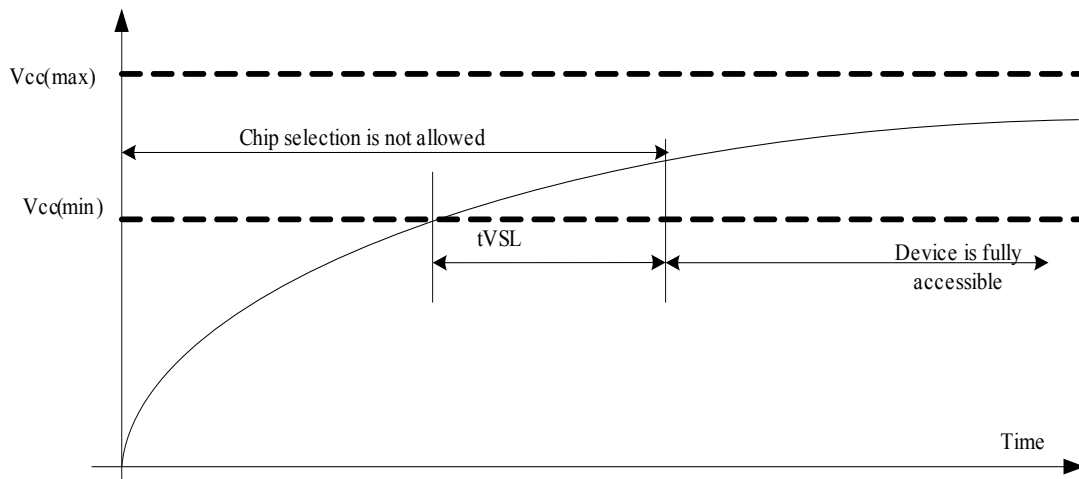 Vcc(max)
Chip selection is not allowed
Vcc(min)
tVSL
Device is fully
accessible
Time